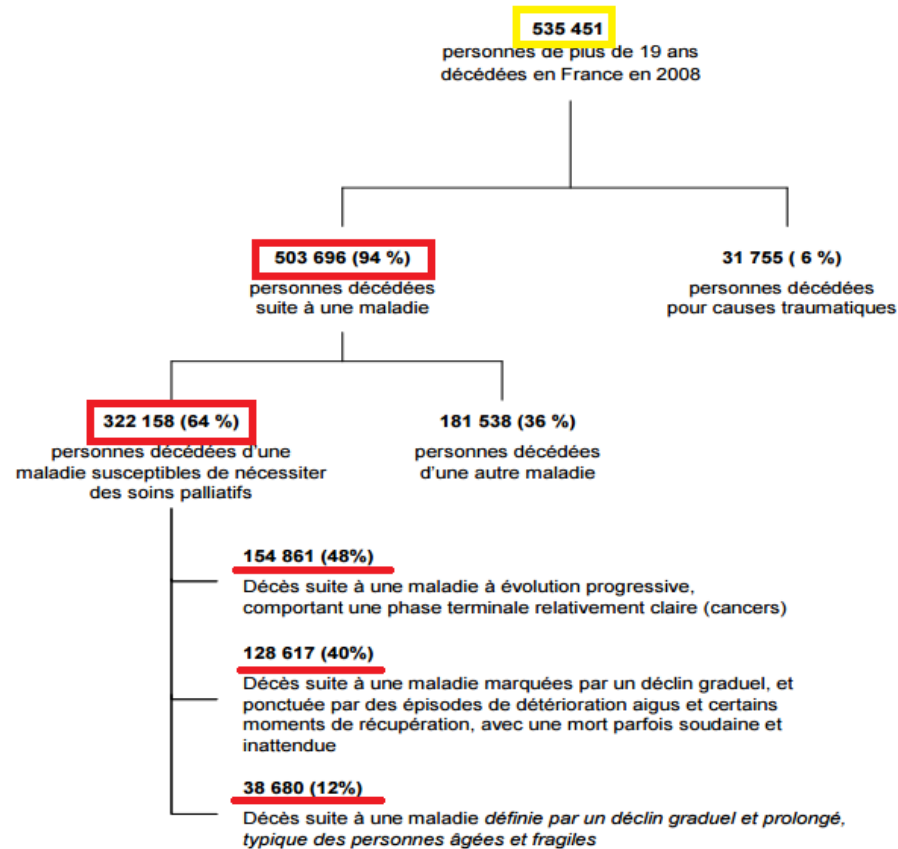 535 451
personnes de plus de 19 ans
décédées en France en 2008
503 696 (94 %)
personnes décédées
suite à une maladie
31 755 ( 6 %)
personnes décédées
pour causes traumatiques
322 158 (64 %)
personnes décédées d'une
maladie susceptibles de nécessiter
des soins palliatifs
181 538 (36 %)
personnes décédées
d'une autre maladie
154 861 (48%)
Décès suite à une maladie à évolution progressive,
comportant une phase terminale relativement claire (cancers)
128 617 (40%)
Décès suite à une maladie marquées par un déclin graduel, et
ponctuée par des épisodes de détérioration aigus et certains
moments de récupération, avec une mort parfois soudaine et
inattendue
38 680 (12%)
Décès suite à une maladie définie par un déclin graduel et prolongé,
typique des personnes âgées et fragiles